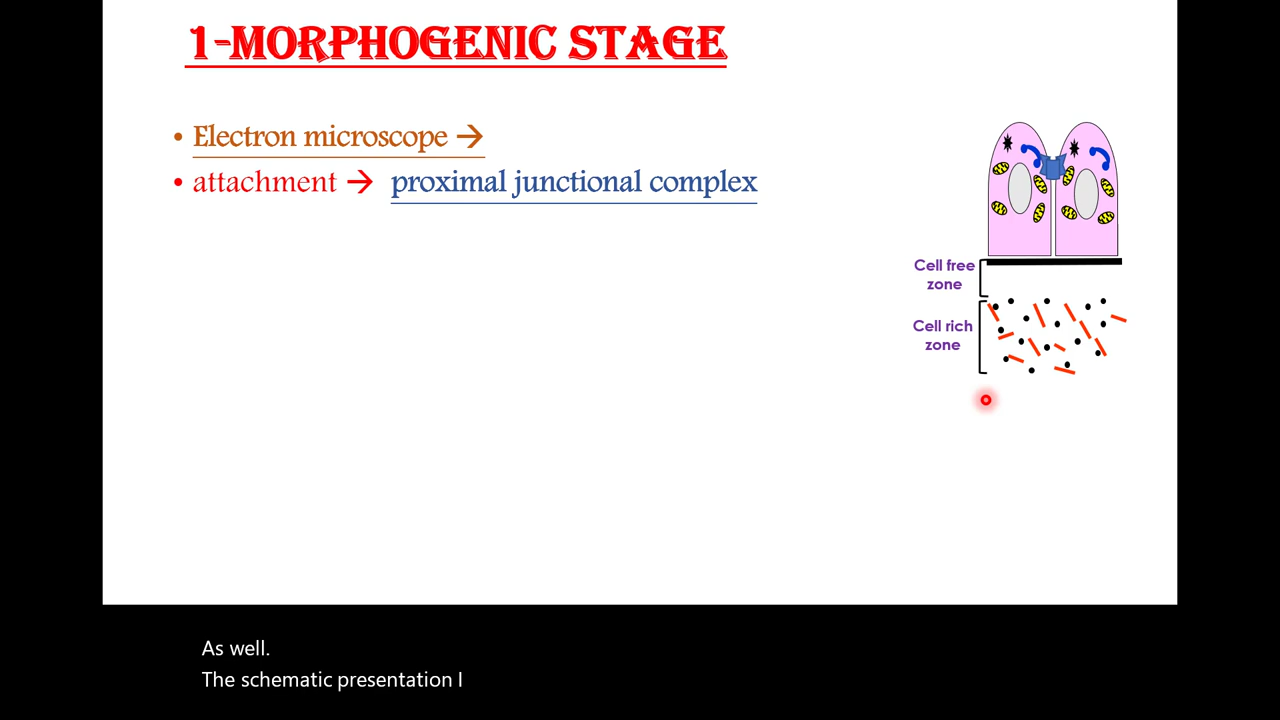 1-MORPHOGENIC STAGE
• Electron microscope →
• attachment → proximal junctional complex
Cell free
zone
Cell rich
zone
As well.
The schematic presentation I